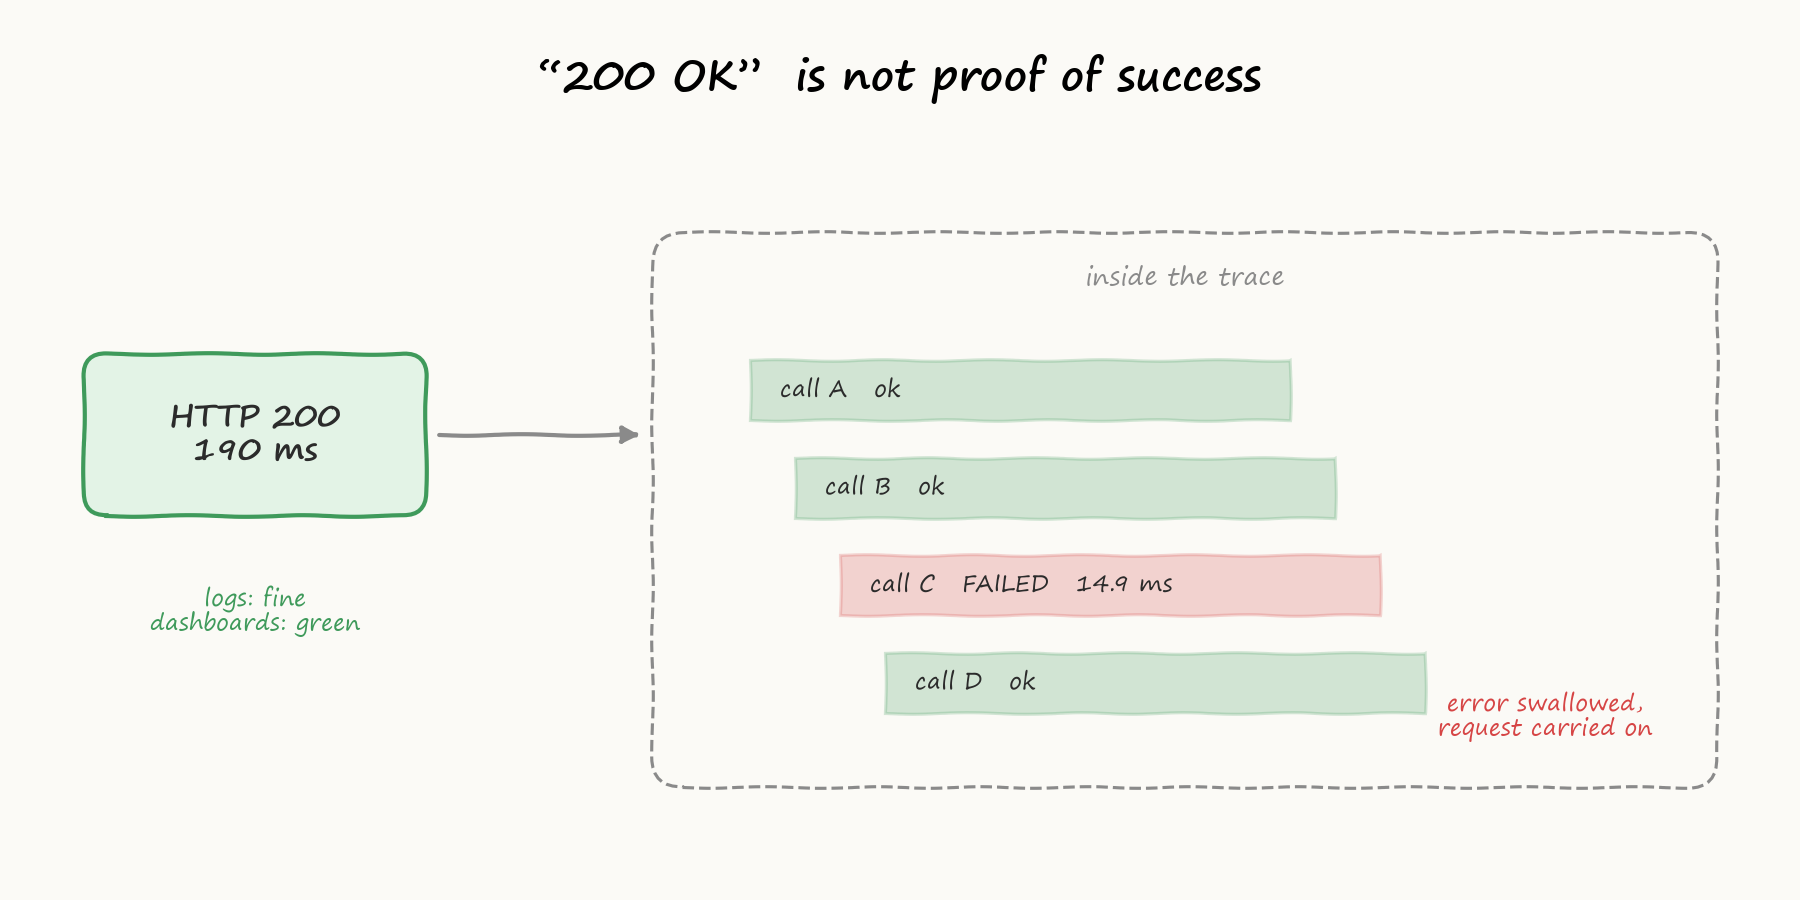 “200 OK” is not proof of success
inside the trace
HTTP 200
190 ms
logs: fine
dashboards: green
call A ok
call B ok
call C FAILED 14.9 ms
call D ok
error swallowed,
request carried on